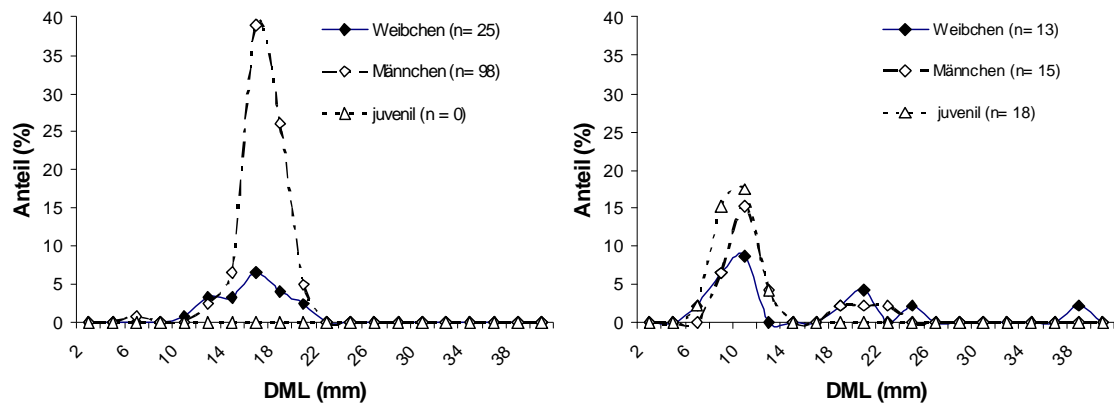 40
35
30
25
20
15
10
5
0
Anteil (%)
Weibchen (n= 25)
Männchen (n= 98)
juvenil (n = 0)
2 6 10 14 18 22 26 30 34 38
DML (mm)
40
35
30
25
20
15
10
5
0
Anteil (%)
Weibchen (n= 13)
Männchen (n= 15)
juvenil (n= 18)
2 6 10 14 18 22 26 30 34 38
DML (mm)